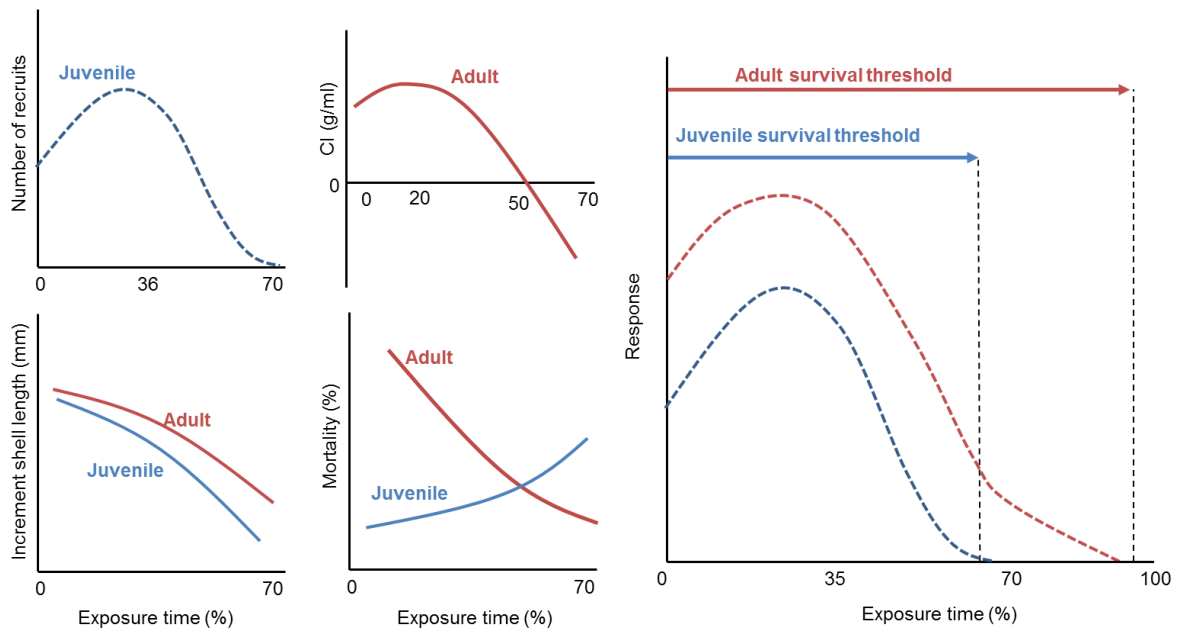 Number of recruits
Juvenile
0
36
70
CI (g/ml)
Adult
0
0
20
50
70
Increment shell length (mm)
Adult
Juvenile
0
70
Exposure time (%)
Mortality (%)
Adult
Juvenile
0
70
Exposure time (%)
Response
Adult survival threshold
Juvenile survival threshold
0
35
70
100
Exposure time (%)